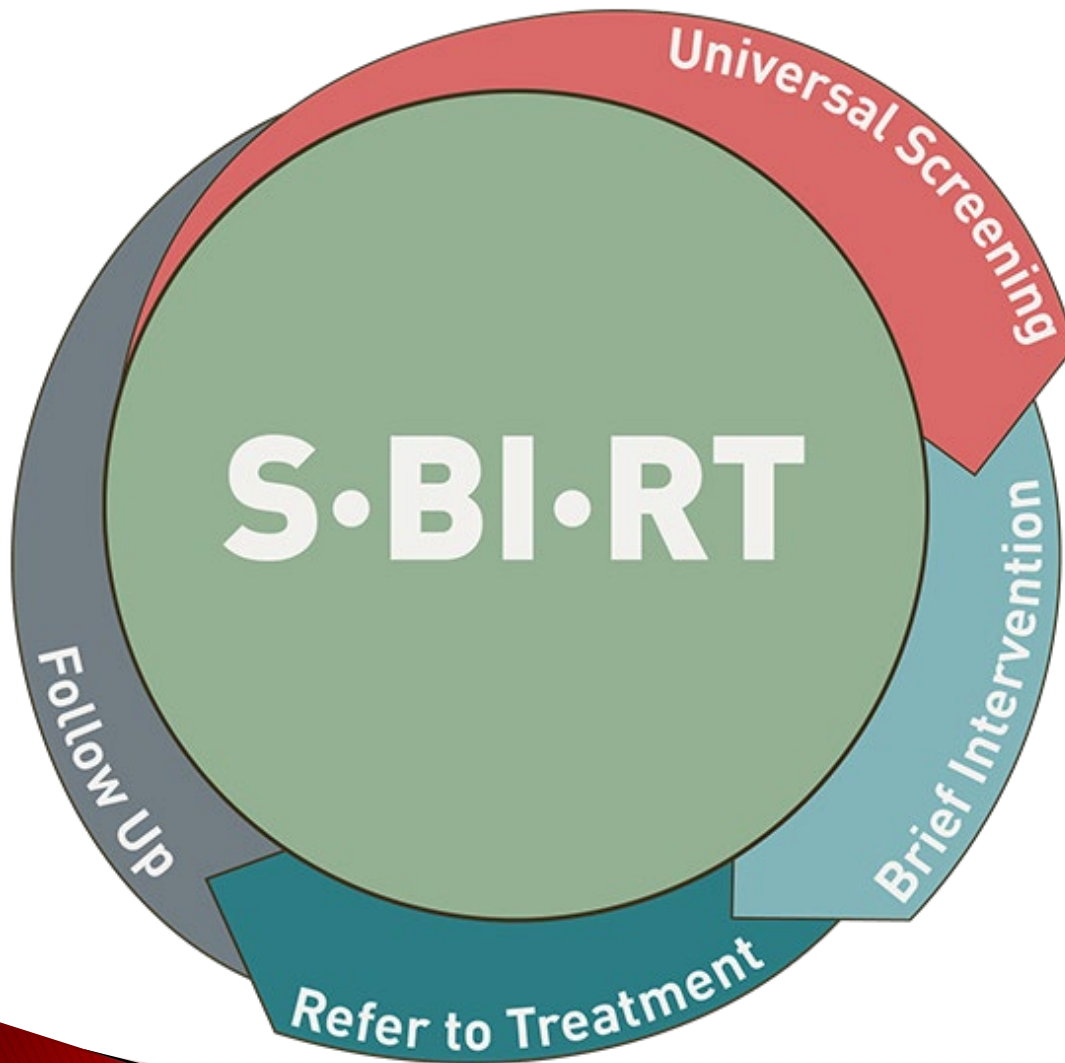 Universal Screening
S•BI•RT
Brief Intervention
Refer to Treatment
Follow Up